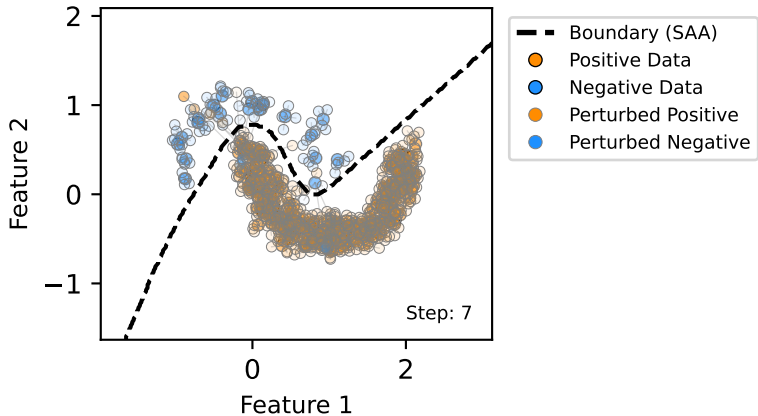 2
1
0
−1
Feature 2
0
2
Feature 1
Step: 7
Boundary (SAA)
Positive Data
Negative Data
Perturbed Positive
Perturbed Negative